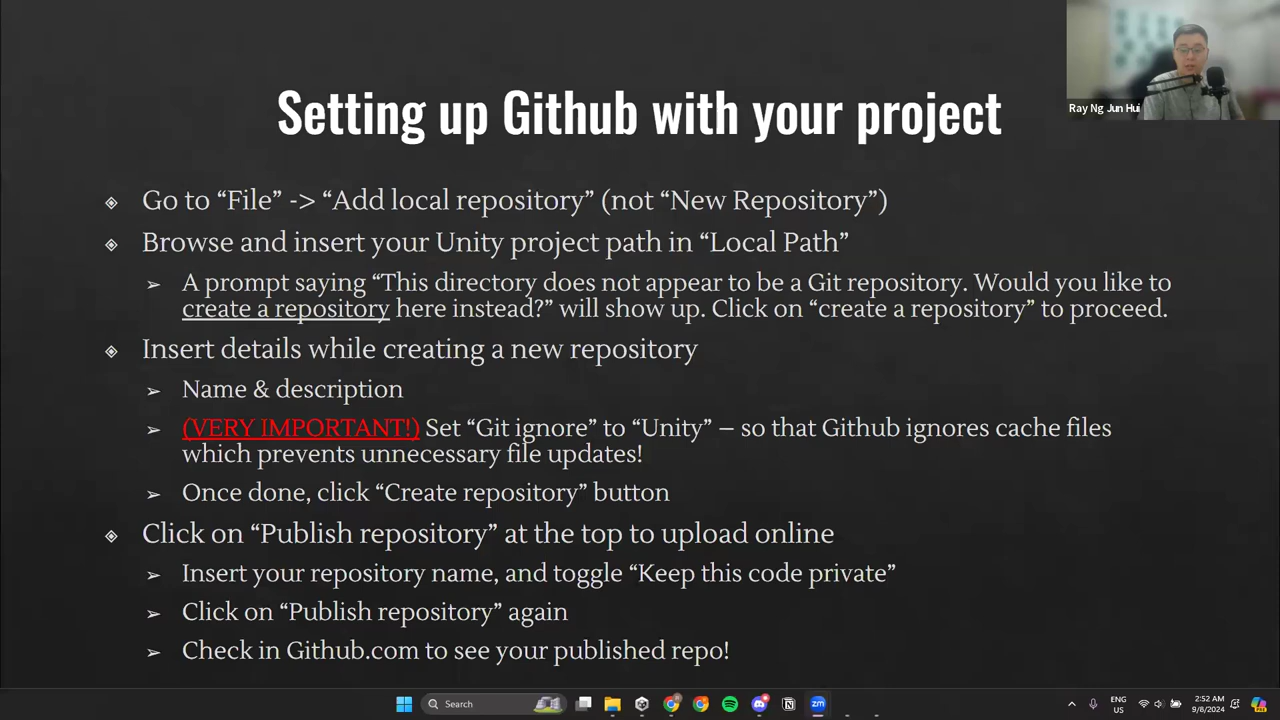 Ray Ng Jun Hui
Setting up Github with your project
Go to “File” -> “Add local repository” (not “New Repository”)
Browse and insert your Unity project path in “Local Path”
A prompt saying “This directory does not appear to be a Git repository. Would you like to
create a repository here instead?” will show up. Click on “create a repository” to proceed.
Insert details while creating a new repository
Name & description
(VERY IMPORTANT!) Set “Git ignore” to “Unity” – so that Github ignores cache files
which prevents unnecessary file updates!
Once done, click “Create repository” button
Click on “Publish repository” at the top to upload online
Insert your repository name, and toggle “Keep this code private”
Click on “Publish repository” again
Check in Github.com to see your published repo!
Search
zm
ENG
US
2:52 AM
9/8/2024